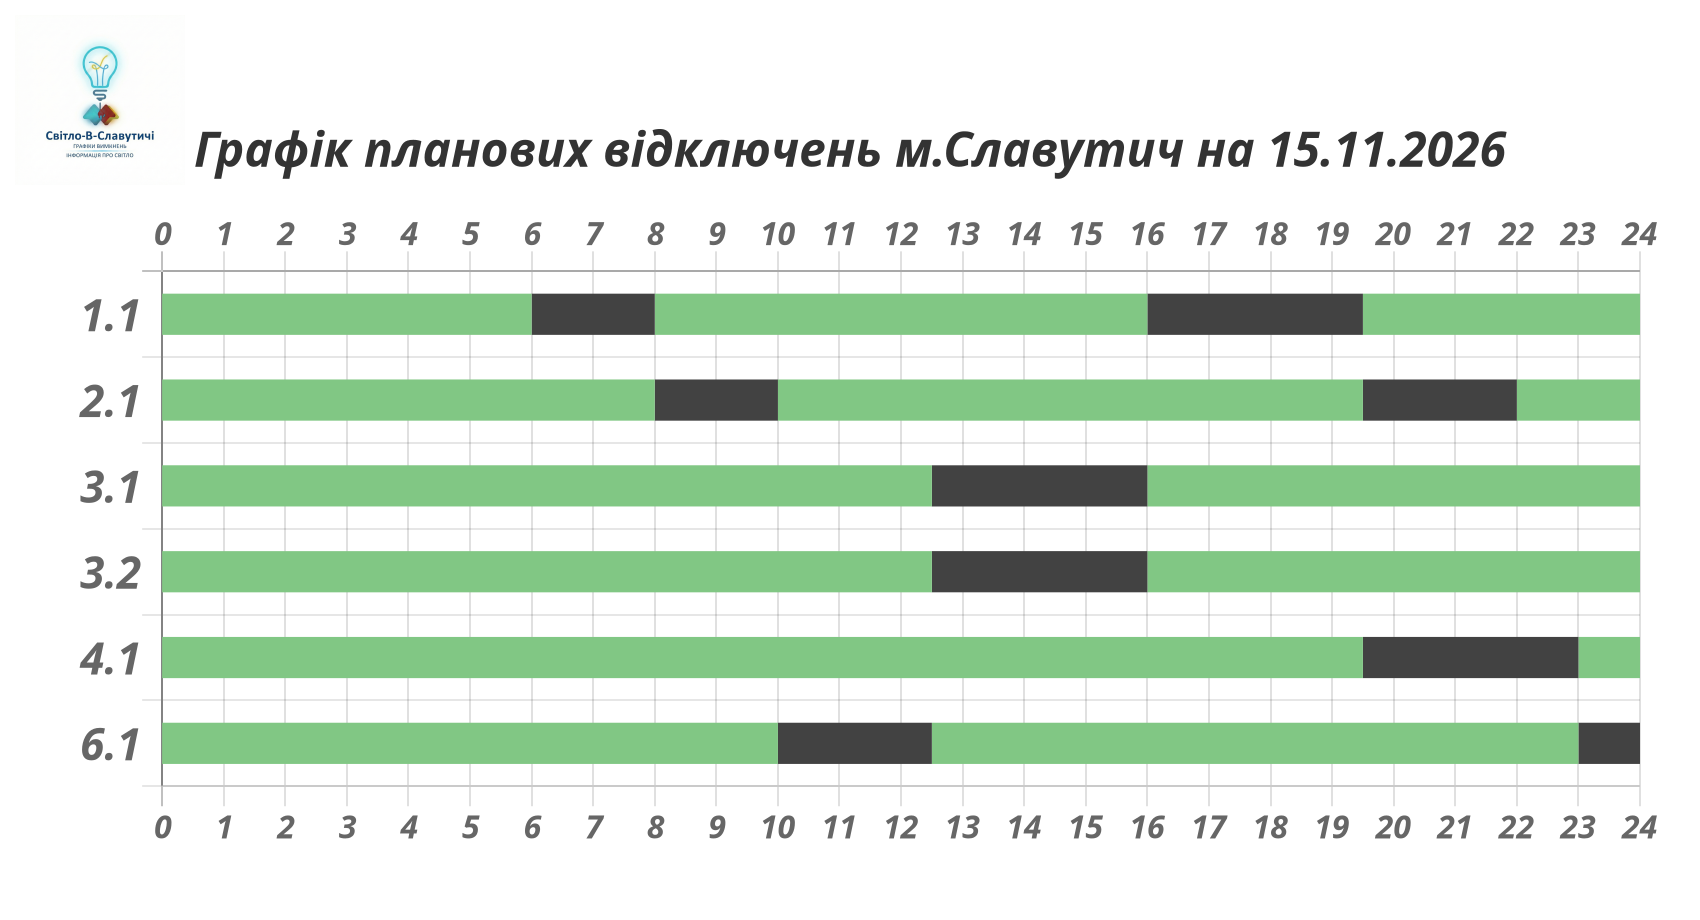 Світло-В-Славутичі
ГРАФІКИ ВИМКНЕНЬ
ІНФОРМАЦІЯ ПРО СВІТЛО
Графік планових відключень м.Славутич на 15.11.2026
0 1 2 3 4 5 6 7 8 9 10 11 12 13 14 15 16 17 18 19 20 21 22 23 24
1.1
2.1
3.1
3.2
4.1
6.1
0 1 2 3 4 5 6 7 8 9 10 11 12 13 14 15 16 17 18 19 20 21 22 23 24